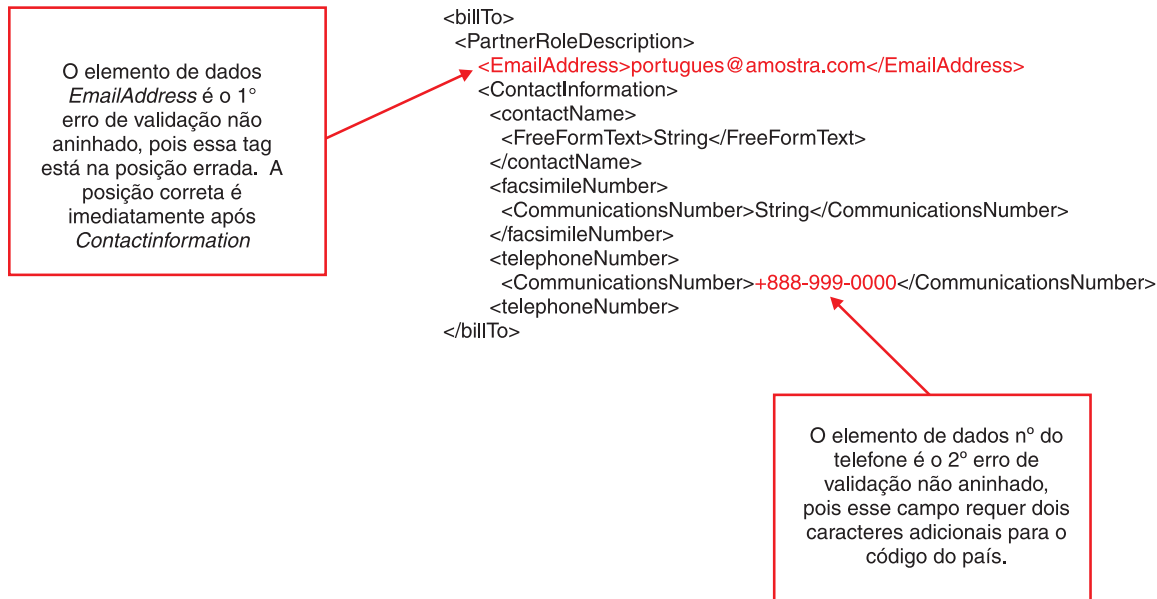 O elemento de dados
EmailAddress é o 1°
erro de validação não
aninhado, pois essa tag
está na posição errada. A
posição correta é
imediatamente após
Contactinformation
<billTo>
<PartnerRoleDescription>
<EmailAddress>portugues@amostra.com</EmailAddress>
<ContactInformation>
<contactName>
<FreeFormText>String</FreeFormText>
</contactName>
<facsimileNumber>
<CommunicationsNumber>String</CommunicationsNumber>
</facsimileNumber>
<telephoneNumber>
<CommunicationsNumber>+888-999-0000</CommunicationsNumber>
<telephoneNumber>
</billTo>
O elemento de dados nº do
telefone é o 2º erro de
validação não aninhado,
pois esse campo requer dois
caracteres adicionais para o
código do país.